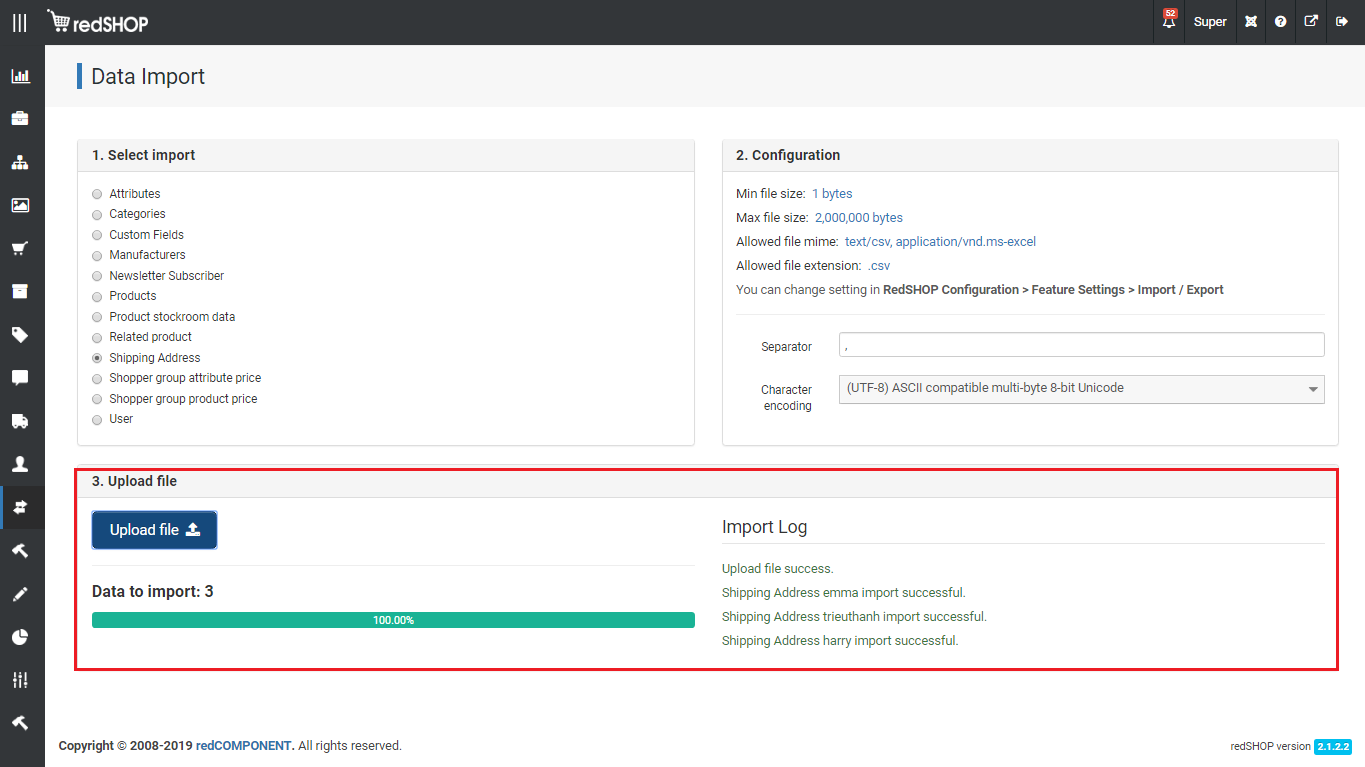 redSHOP
52
Super
Data Import
1. Select import
Attributes
Categories
Custom Fields
Manufacturers
Newsletter Subscriber
Products
Product stockroom data
Related product
Shipping Address
Shopper group attribute price
Shopper group product price
User
2. Configuration
Min file size: 1 bytes
Max file size: 2,000,000 bytes
Allowed file mime: text/csv, application/vnd.ms-excel
Allowed file extension: .csv
You can change setting in RedSHOP Configuration > Feature Settings > Import / Export
Separator ,
Character
encoding
(UTF-8) ASCII compatible multi-byte 8-bit Unicode
3. Upload file
Upload file
Data to import: 3
100.00%
Import Log
Upload file success.
Shipping Address emma import successful.
Shipping Address trieuthanh import successful.
Shipping Address harry import successful.
Copyright © 2008-2019 redCOMPONENT. All rights reserved.
redSHOP version 2.1.2.2